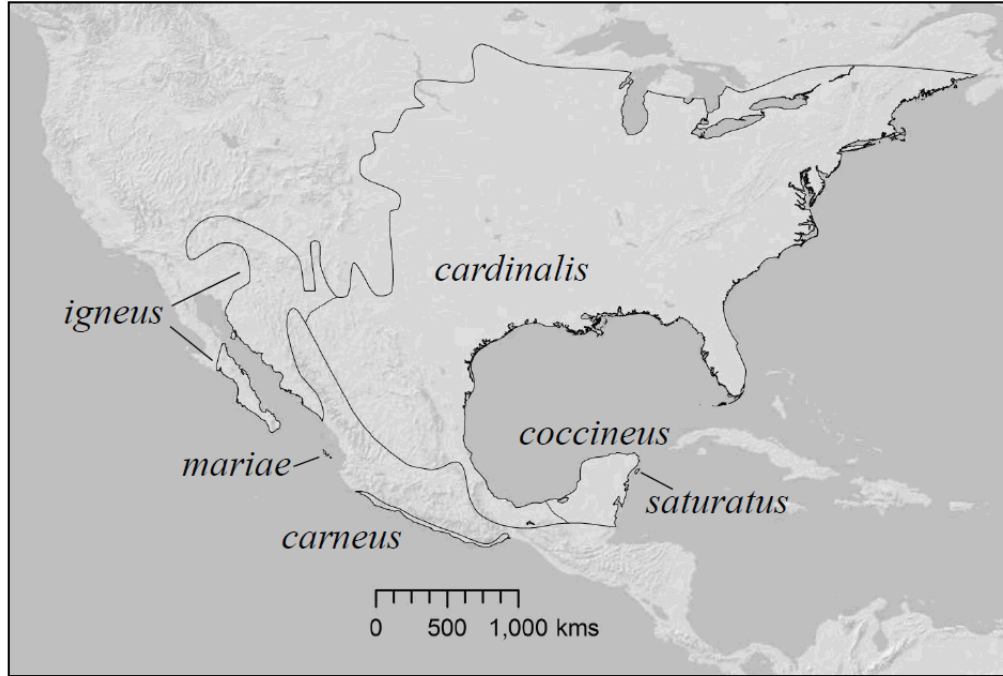 cardinalis
igneus
coccineus
mariae
saturatus
carneus
0 500 1,000 kms